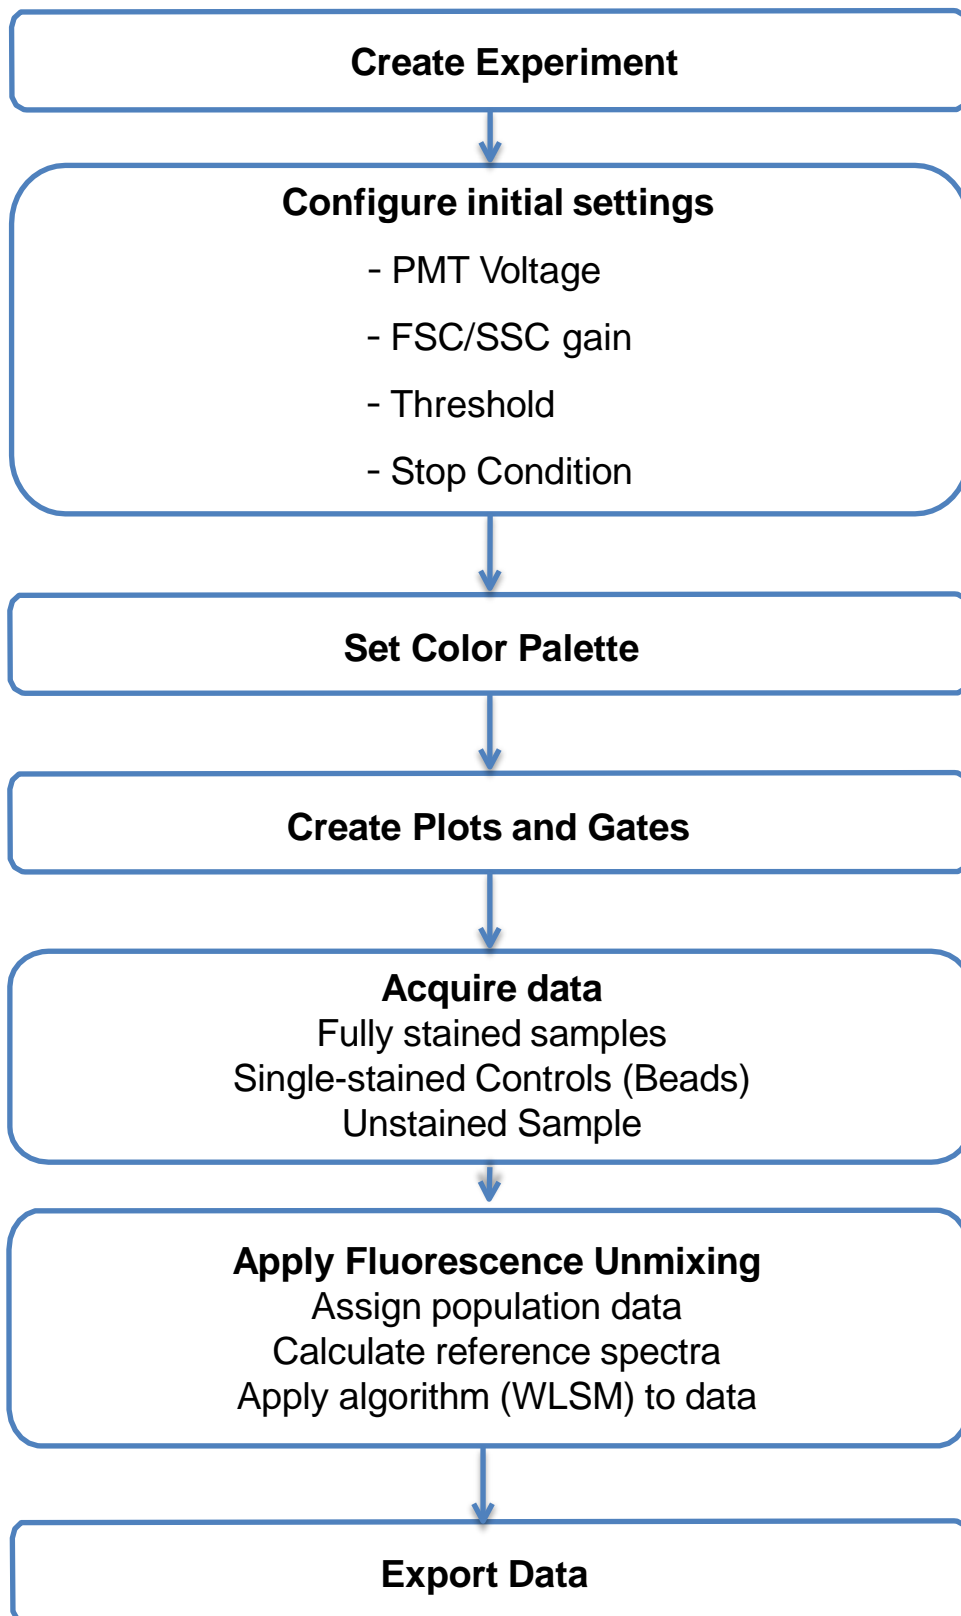 Create Experiment
Configure initial settings
- PMT Voltage
- FSC/SSC gain
- Threshold
- Stop Condition
Set Color Palette
Create Plots and Gates
Acquire data
Fully stained samples
Single-stained Controls (Beads)
Unstained Sample
Apply Fluorescence Unmixing
Assign population data
Calculate reference spectra
Apply algorithm (WLSM) to data
Export Data